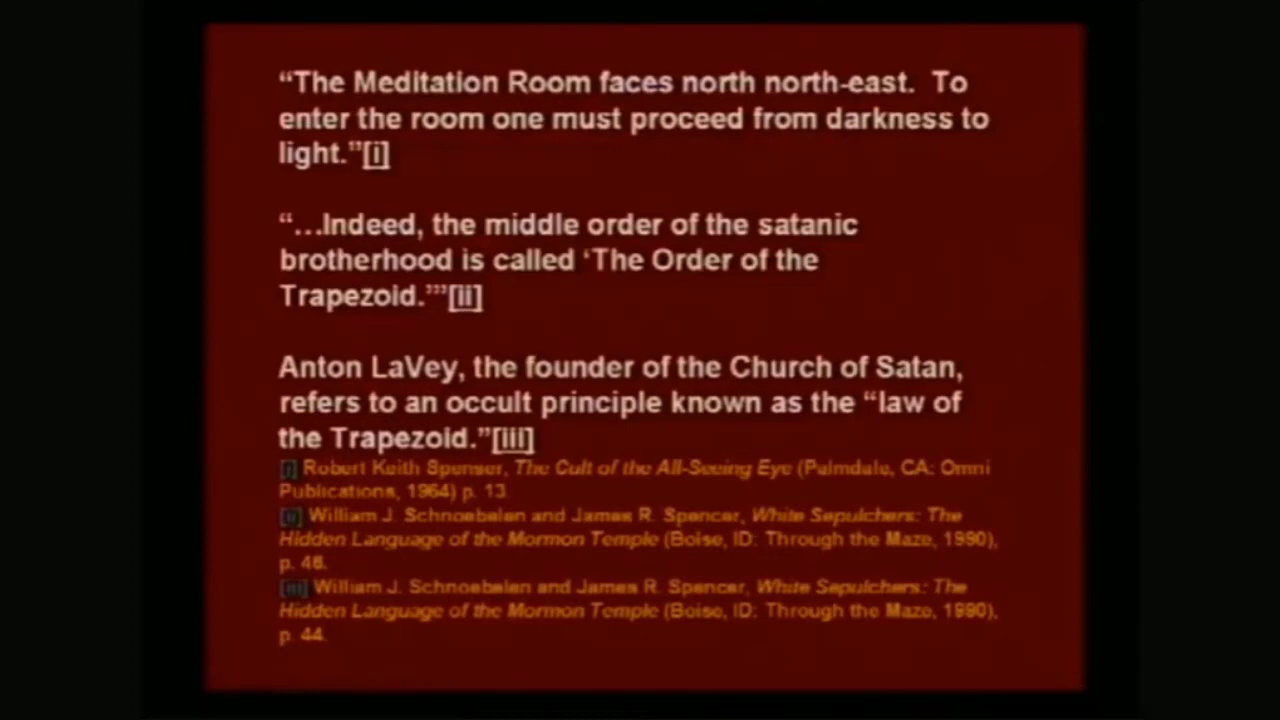 “The Meditation Room faces north north-east.  To
enter the room one must proceed from darkness to
light.”[i]
“…Indeed, the middle order of the satanic
brotherhood is called ‘The Order of the
Trapezoid.’”[ii]
Anton LaVey, the founder of the Church of Satan,
refers to an occult principle known as the “law of
the Trapezoid.”[iii]
[i] Robert Keith Spenser, The Cult of the All-Seeing Eye (Palmdale, CA: Omni
Publications, 1964) p. 13.
[ii] William J. Schnoebelen and James R. Spencer, White Sepulchers: The
Hidden Language of the Mormon Temple (Boise, ID: Through the Maze, 1990),
p. 46.
[iii] William J. Schnoebelen and James R. Spencer, White Sepulchers: The
Hidden Language of the Mormon Temple (Boise, ID: Through the Maze, 1990),
p. 44.